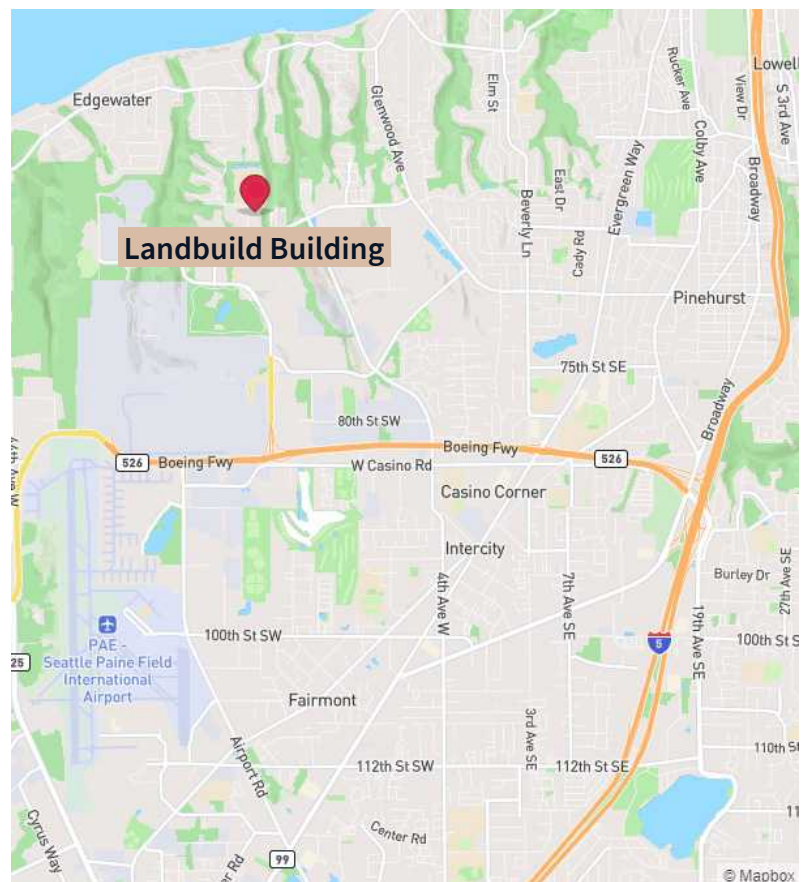 Lowell
Edgewater
Elm St
Glenwood Ave
Rucker Ave
View Dr
S 3rd Ave
Colby Ave
Broadway
Evergreen Way
East Dr
Beverly Ln
Cady Rd
Landbuild Building
Pinehurst
75th St SE
80th St SW
Broadway
526
Boeing Fwy
Boeing Fwy
526
W Casino Rd
Casino Corner
Intercity
4th Ave W
7th Ave SE
Burley Dr
27th Ave SE
19th Ave SE
100th St SW
5
100th St S
PAE -
Seattle Paine Field
International
Airport
25
Fairmont
3rd Ave SE
Airport Rd
112th St SW
112th St SE
110th St
11
Cyrus Way
Center Rd
99
er Rd
© Mapbox